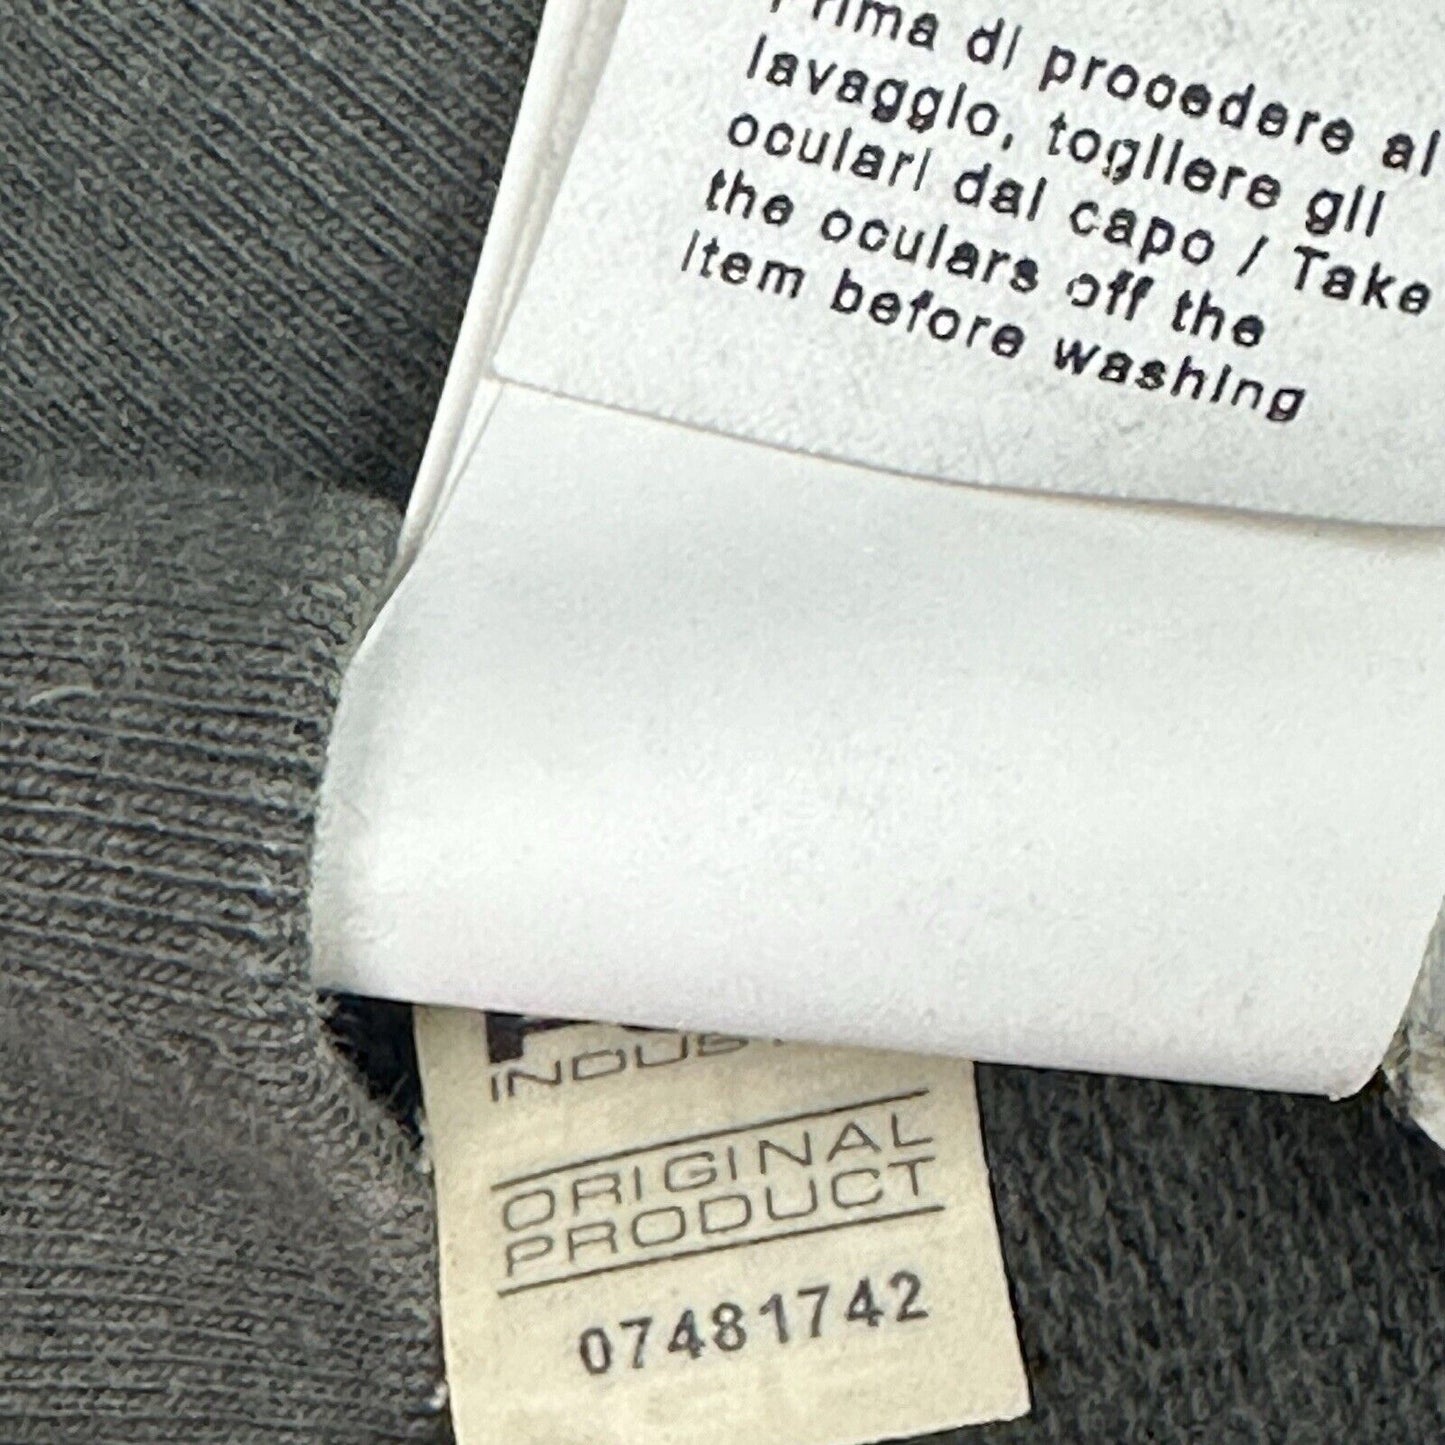 Prima di procedere al
lavaggio, togliere gli
oculari dal capo / Take
the oculars off the
item before washing
ORIGINAL
PRODUCT
07481742